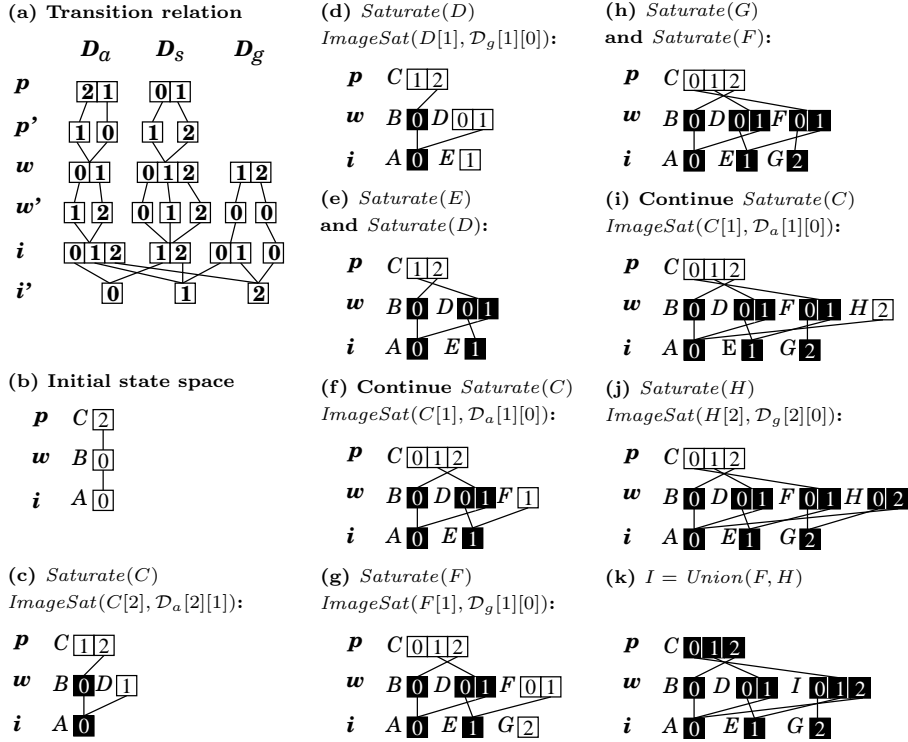 (a) Transition relation
D_a D_s D_g
p 2 1 0 1
p' 1 0 1 2
w 0 1 0 1 2 1 2
w' 1 2 0 1 2 0 0
i 0 1 2 1 2 0 1 0
i' 0 1 2
(b) Initial state space
p C 2
w B 0
i A 0
(c) Saturate(C)
ImageSat(C[2], D_a[2][1]):
p C 1 2
w B 0 D 1
i A 0
(d) Saturate(D)
ImageSat(D[1], D_g[1][0]):
p C 1 2
w B 0 D 0 1
i A 0 E 1
(e) Saturate(E)
and Saturate(D):
p C 1 2
w B 0 D 0 1
i A 0 E 1
(f) Continue Saturate(C)
ImageSat(C[1], D_a[1][0]):
p C 0 1 2
w B 0 D 0 1 F 1
i A 0 E 1
(g) Saturate(F)
ImageSat(F[1], D_g[1][0]):
p C 0 1 2
w B 0 D 0 1 F 0 1
i A 0 E 1 G 2
(h) Saturate(G)
and Saturate(F):
p C 0 1 2
w B 0 D 0 1 F 0 1
i A 0 E 1 G 2
(i) Continue Saturate(C)
ImageSat(C[1], D_a[1][0]):
p C 0 1 2
w B 0 D 0 1 F 0 1 H 2
i A 0 E 1 G 2
(j) Saturate(H)
ImageSat(H[2], D_g[2][0]):
p C 0 1 2
w B 0 D 0 1 F 0 1 H 0 2
i A 0 E 1 G 2
(k) I = Union(F, H)
p C 0 1 2
w B 0 D 0 1 I 0 1 2
i A 0 E 1 G 2